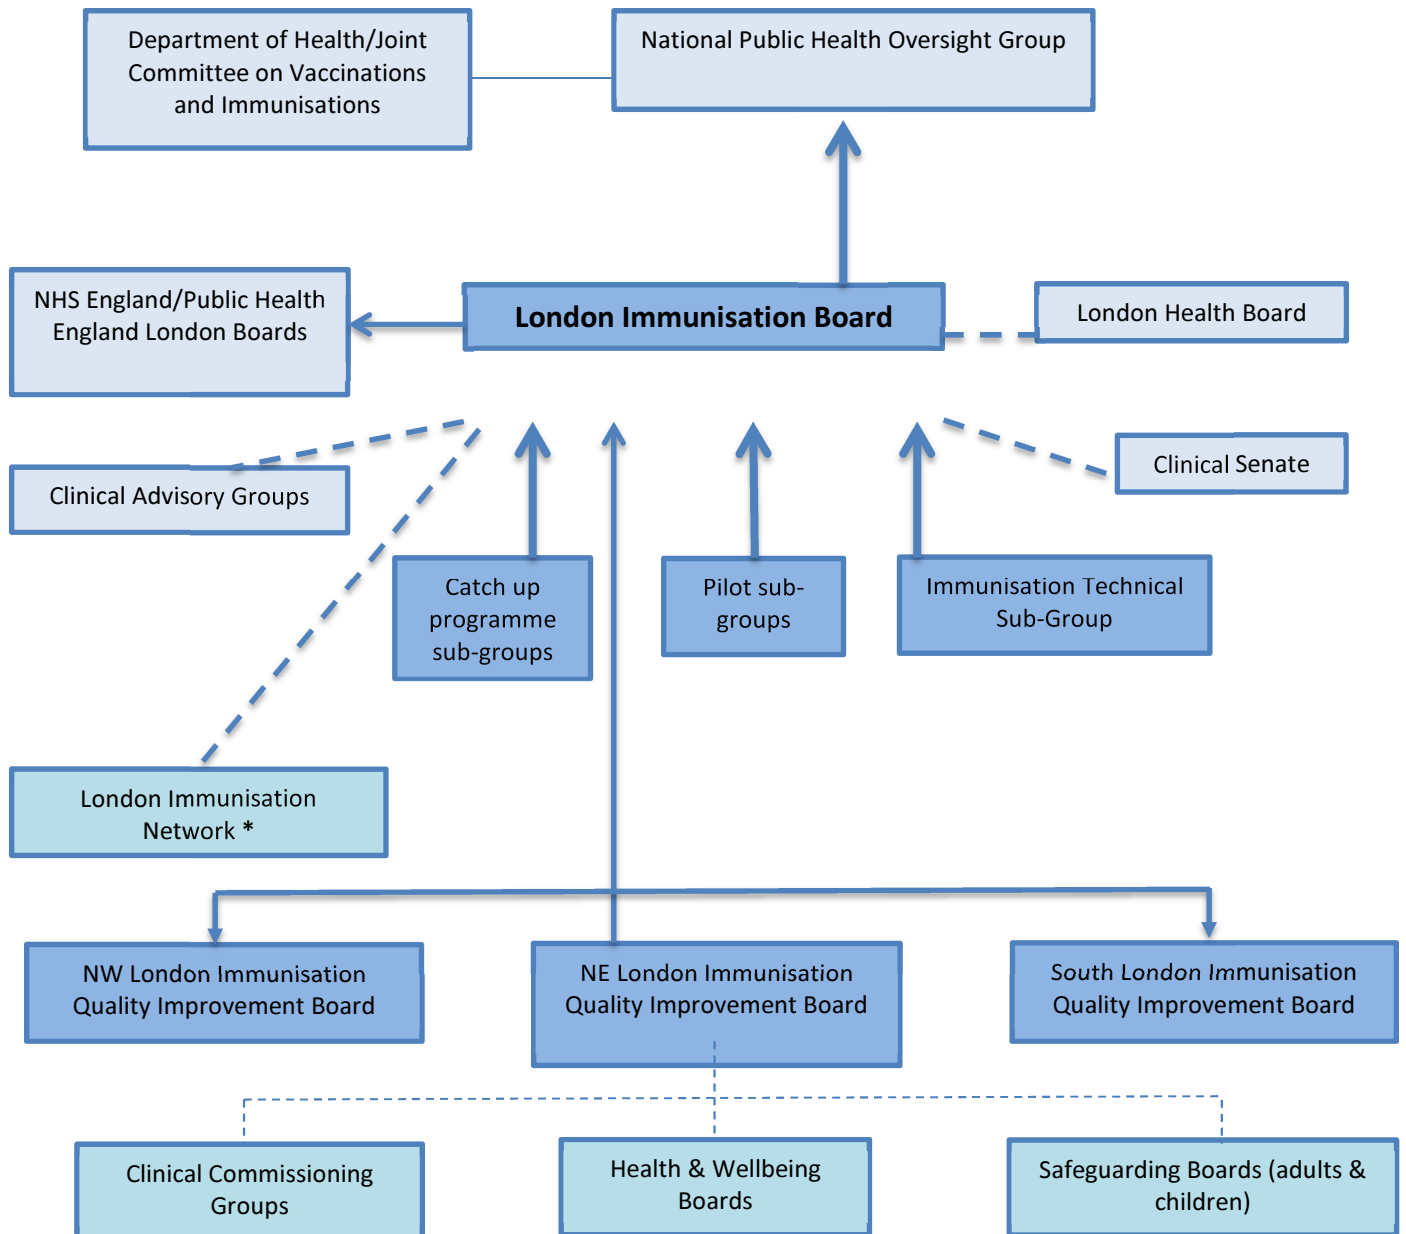 Department of Health/Joint
Committee on Vaccinations
and Immunisations
National Public Health Oversight Group
NHS England/Public Health
England London Boards
London Immunisation Board
London Health Board
Clinical Advisory Groups
Clinical Senate
Catch up
programme
sub-groups
Pilot sub-
groups
Immunisation Technical
Sub-Group
London Immunisation
Network *
NW London Immunisation
Quality Improvement Board
NE London Immunisation
Quality Improvement Board
South London Immunisation
Quality Improvement Board
Clinical Commissioning
Groups
Health & Wellbeing
Boards
Safeguarding Boards (adults &
children)